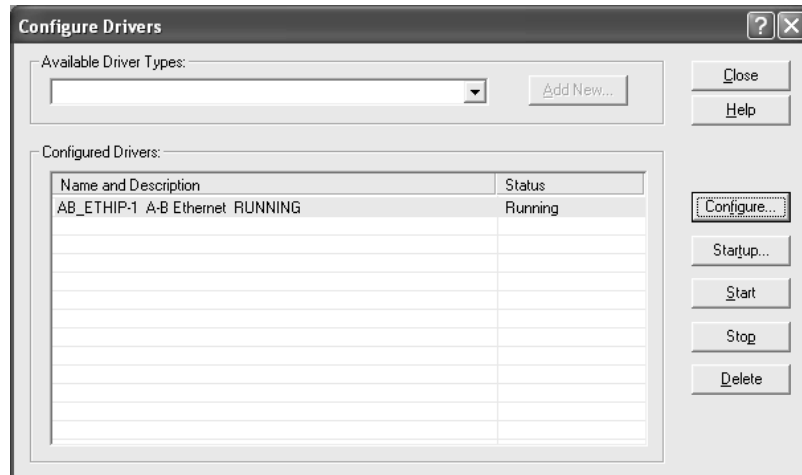 Configure Drivers
Available Driver Types:
Add New...
Close
Help
Configured Drivers:
Name and Description Status
AB_ETHIP-1 A-B Ethernet RUNNING Running
Configure...
Startup...
Start
Stop
Delete